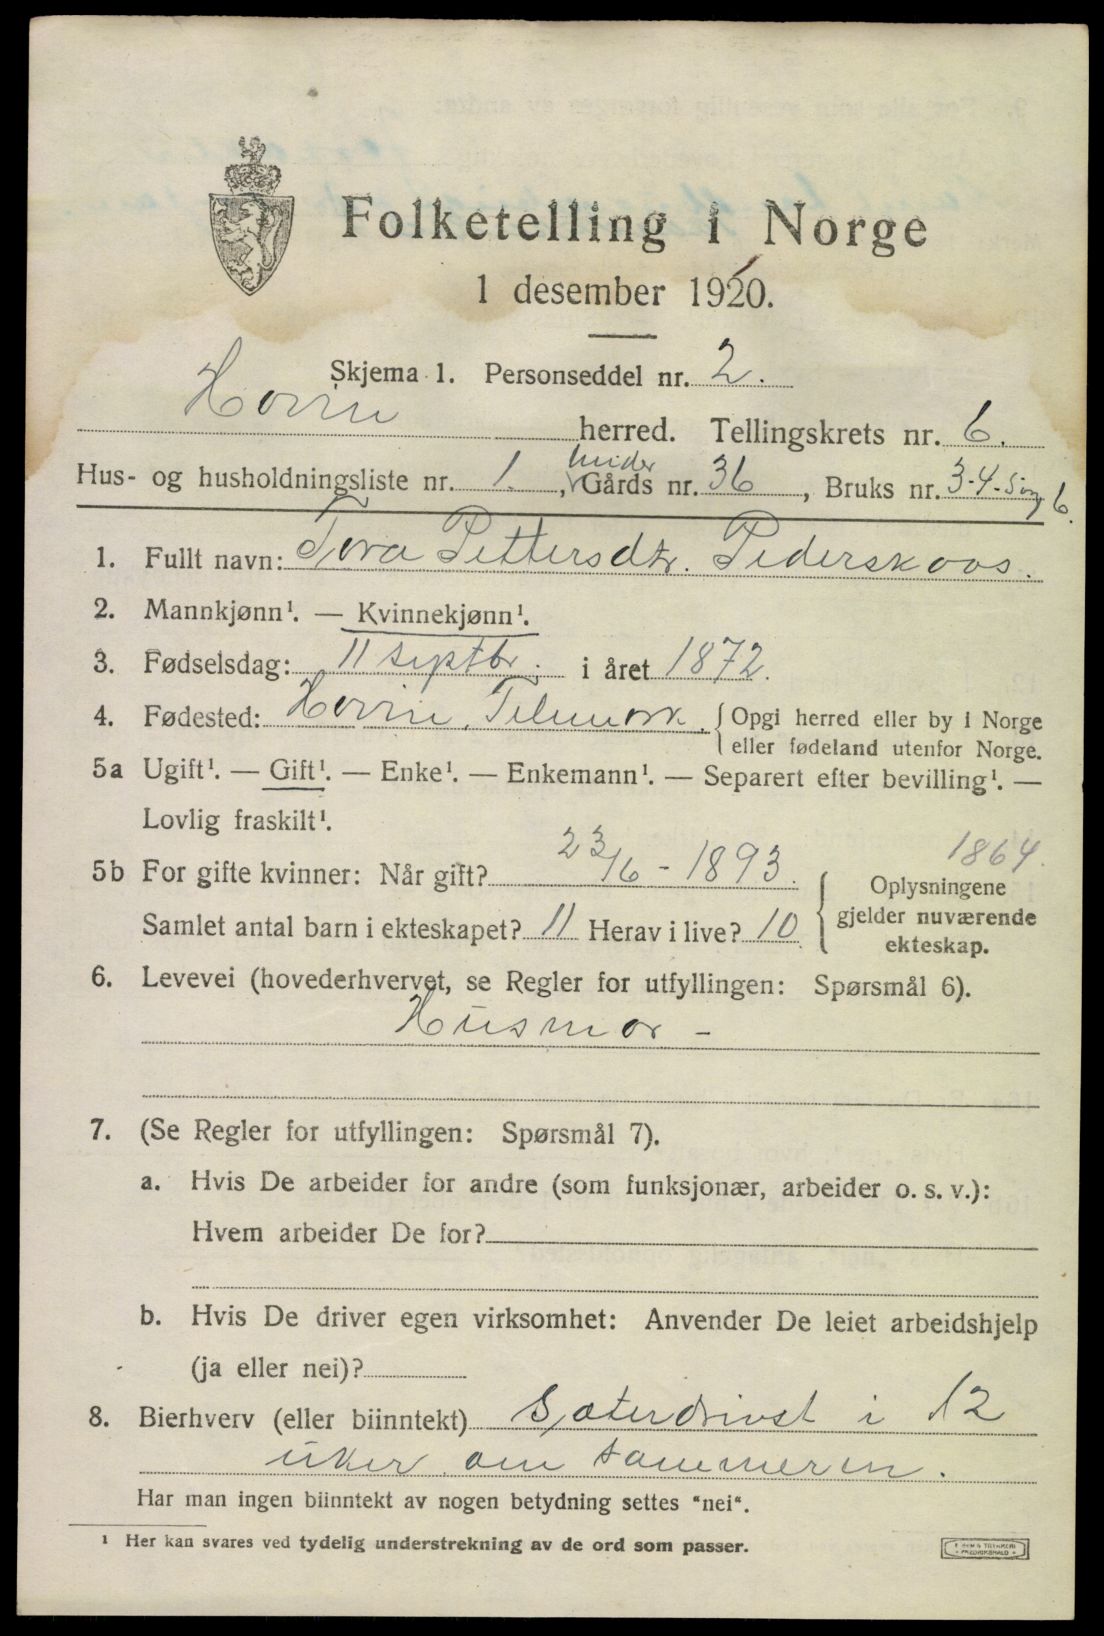 Folketelling i Norge
1 desember 1920.
Skjema 1. Personseddel nr. 2.
Hovin herred. Tellingskrets nr. 6.
Hus- og husholdningsliste nr. 1. , under Gårds nr. 36 , Bruks nr. 3-4-5 og 6.
1. Fullt navn: Tora Pettersdtr. Pederskaas.
2. Mannkjønn¹. — Kvinnekjønn¹.
3. Fødselsdag: 11 septbr. i året 1872.
4. Fødested: Hovin, Telemark. { Opgi herred eller by i Norge
eller fødeland utenfor Norge.
5a Ugift¹. — Gift¹. — Enke¹. — Enkemann¹. — Separert efter bevilling¹. —
Lovlig fraskilt¹.
1864.
5b For gifte kvinner: Når gift? 23/6 - 1893.
Samlet antal barn i ekteskapet? 11 Herav i live? 10
{ Oplysningene
gjelder nuværende
ekteskap.
6. Levevei (hovederhvervet, se Regler for utfyllingen: Spørsmål 6).
Husmor -
7. (Se Regler for utfyllingen: Spørsmål 7).
a. Hvis De arbeider for andre (som funksjonær, arbeider o. s. v.):
Hvem arbeider De for?
b. Hvis De driver egen virksomhet: Anvender De leiet arbeidshjelp
(ja eller nei)?
8. Bierhverv (eller biinntekt) Sæterdrivst i 12
uker om sommeren.
Har man ingen biinntekt av nogen betydning settes "nei".
¹ Her kan svares ved tydelig understrekning av de ord som passer.